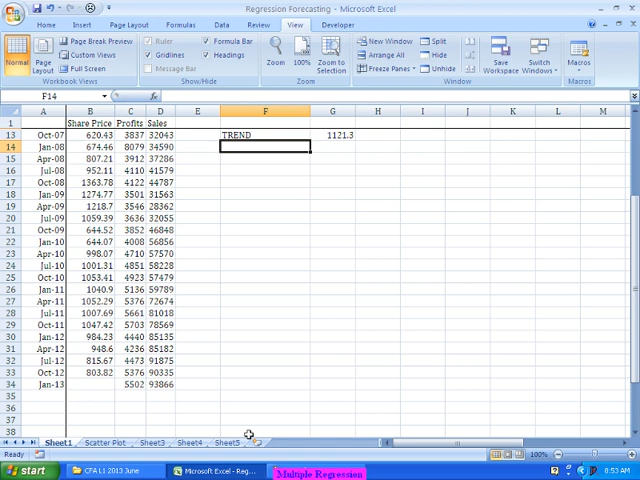 Regression Forecasting - Microsoft Excel
Home Insert Page Layout Formulas Data Review View Developer
Normal
Page Layout
Page Break Preview
Custom Views
Full Screen
Workbook Views
Ruler
Gridlines
Message Bar
Formula Bar
Headings
Show/Hide
Zoom
100%
Zoom to Selection
Zoom
New Window
Arrange All
Freeze Panes
Split
Hide
Unhide
Window
Save Workspace
Switch Windows
Macros
Macros
F14
A B C D E F G H I J K L M
1 Share Price Profits Sales
13 Oct-07 620.43 3837 32043 TREND 1121.3
14 Jan-08 674.46 8079 34590
15 Apr-08 807.21 3912 37286
16 Jul-08 952.11 4110 41579
17 Oct-08 1363.78 4122 44787
18 Jan-09 1274.77 3501 31563
19 Apr-09 1218.7 3546 28362
20 Jul-09 1059.39 3636 32055
21 Oct-09 644.52 3852 46848
22 Jan-10 644.07 4008 56856
23 Apr-10 998.07 4710 57570
24 Jul-10 1001.31 4851 58228
25 Oct-10 1053.41 4923 57479
26 Jan-11 1040.9 5136 59789
27 Apr-11 1052.29 5376 72674
28 Jul-11 1007.69 5661 81018
29 Oct-11 1047.42 5703 78569
30 Jan-12 984.23 4440 85135
31 Apr-12 948.6 4236 85182
32 Jul-12 815.67 4473 91875
33 Oct-12 803.82 5376 90335
34 Jan-13 5502 93866
35
36
37
38
Sheet1 Scatter Plot Sheet3 Sheet4 Sheet5
Ready 100%
start CFA L1 2013 June Microsoft Excel - Reg... Multiple Regression 8:53 AM